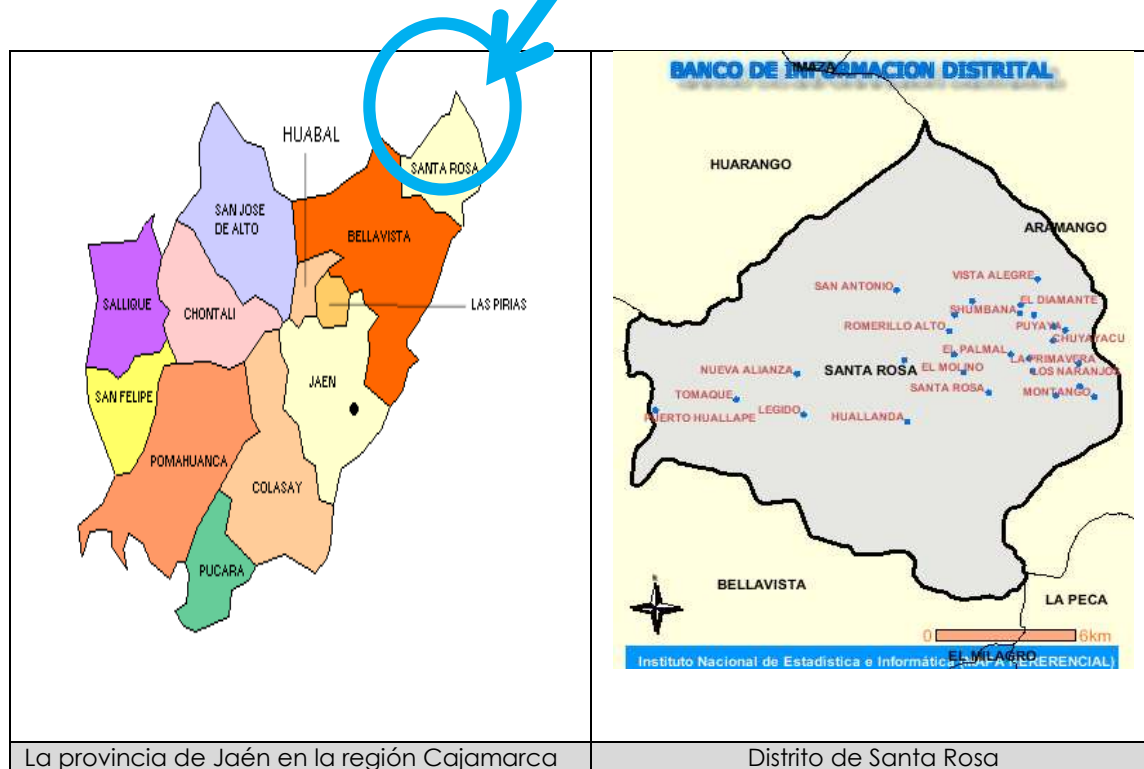 HUABAL
SANTA ROSA
SAN JOSE
DE ALTO
BELLAVISTA
SALLIQUE
CHONTALI
LAS PIRIAS
JAEN
SAN FELIPE
POMAHUANCA
COLASAY
PUCARA
La provincia de Jaén en la región Cajamarca
BANCO DE INFORMACION DISTRITAL
IMAZA
HUARANGO
ARAMANGO
VISTA ALEGRE
SAN ANTONIO
EL DIAMANTE
SHUMBANA
ROMERILLO ALTO
PUYAYA
CHUYAYACU
EL PALMAL
LA PRIMAVERA
NUEVA ALIANZA
SANTA ROSA
EL MOLINO
LOS NARANJOS
SANTA ROSA
MONTANGO
TOMAQUE
PUERTO HUALLAPE
LEGIDO
HUALLANDA
BELLAVISTA
LA PECA
0 6km
EL MILAGRO
Instituto Nacional de Estadistica e Informática
Distrito de Santa Rosa